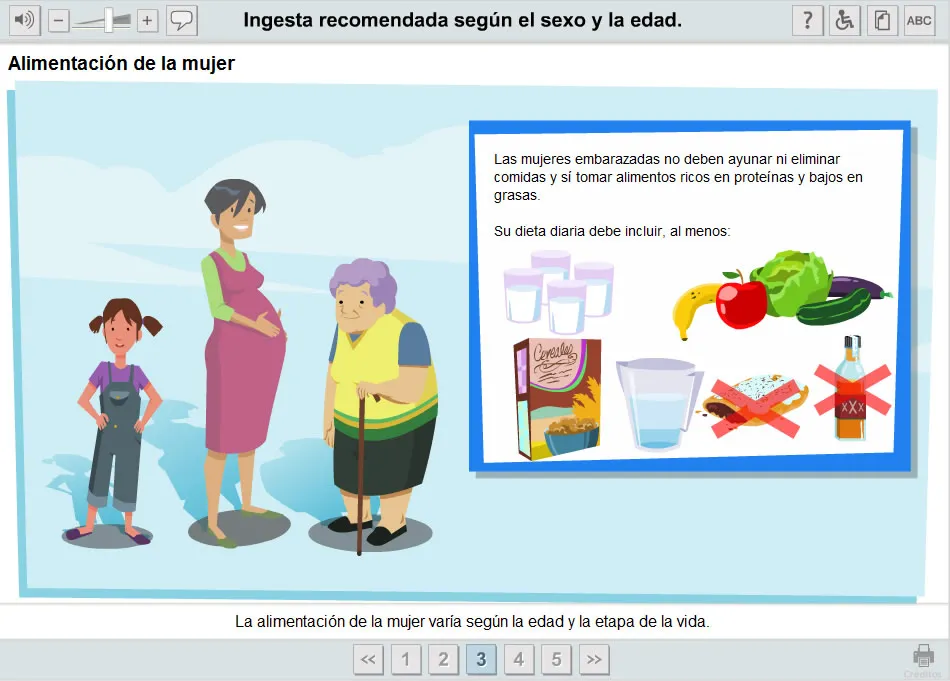 Ingesta recomendada según el sexo y la edad.
ABC
Alimentación de la mujer
Las mujeres embarazadas no deben ayunar ni eliminar
comidas y sí tomar alimentos ricos en proteínas y bajos en
grasas.
Su dieta diaria debe incluir, al menos:
Cereales
XXX
La alimentación de la mujer varía según la edad y la etapa de la vida.
<< 1 2 3 4 5 >>
Créditos